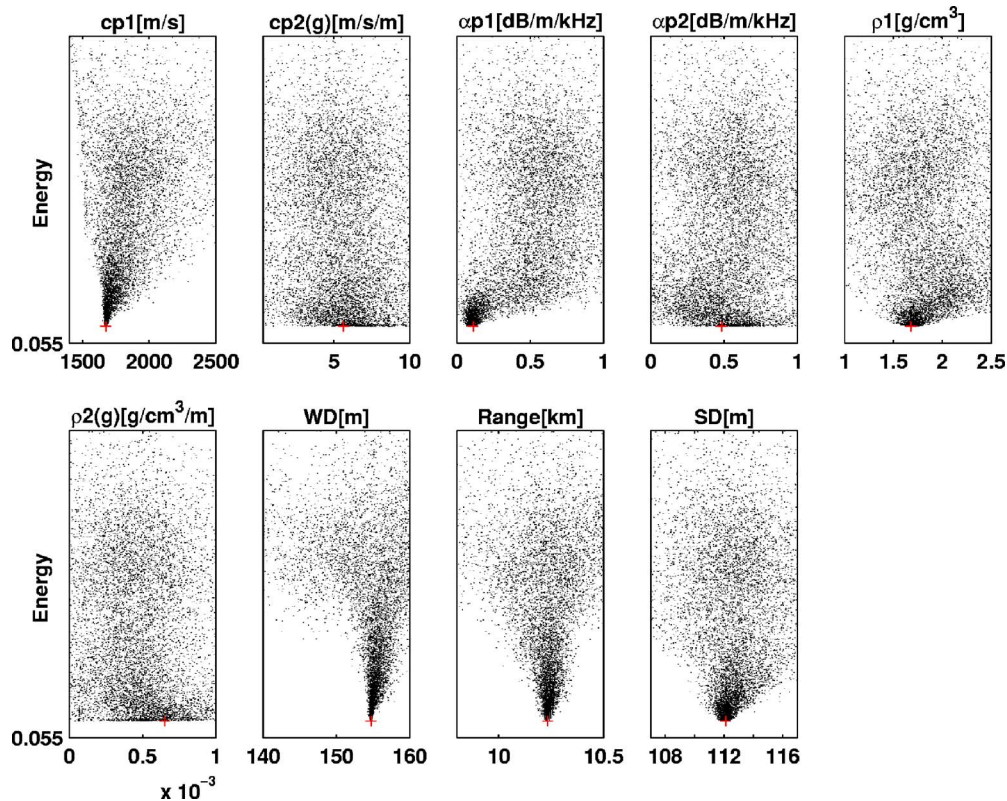 cp1[m/s] cp2(g)[m/s/m] αp1[dB/m/kHz] αp2[dB/m/kHz] ρ1[g/cm³]
Energy
0.055
1500 2000 2500 0 5 10 0 0.5 1 0 0.5 1 1 1.5 2 2.5
ρ2(g)[g/cm³/m] WD[m] Range[km] SD[m]
Energy
0.055
0 0.5 1 140 150 160 10 10.5 108 112 116
x 10⁻³